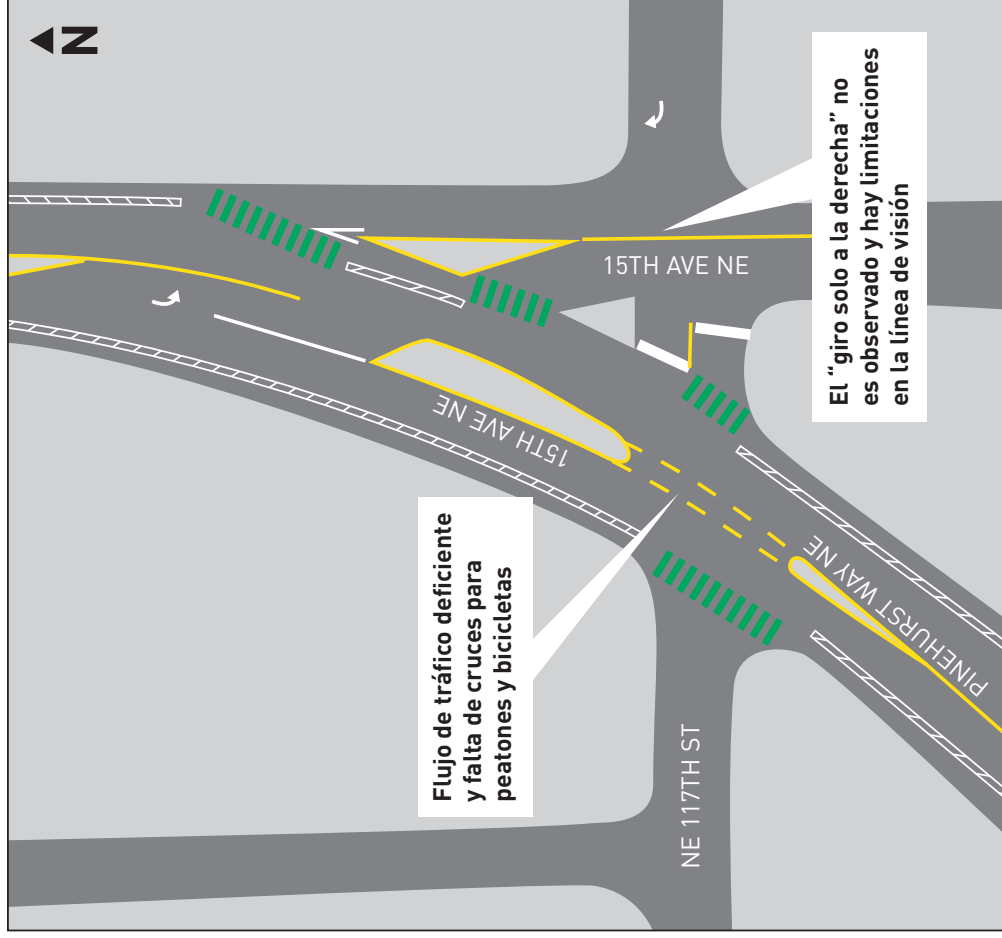 N
15TH AVE NE
15TH AVE NE
El “giro solo a la derecha” no
es observado y hay limitaciones
en la línea de visión
Flujo de tráfico deficiente
y falta de cruces para
peatones y bicicletas
PINEHURST WAY NE
NE 117TH ST